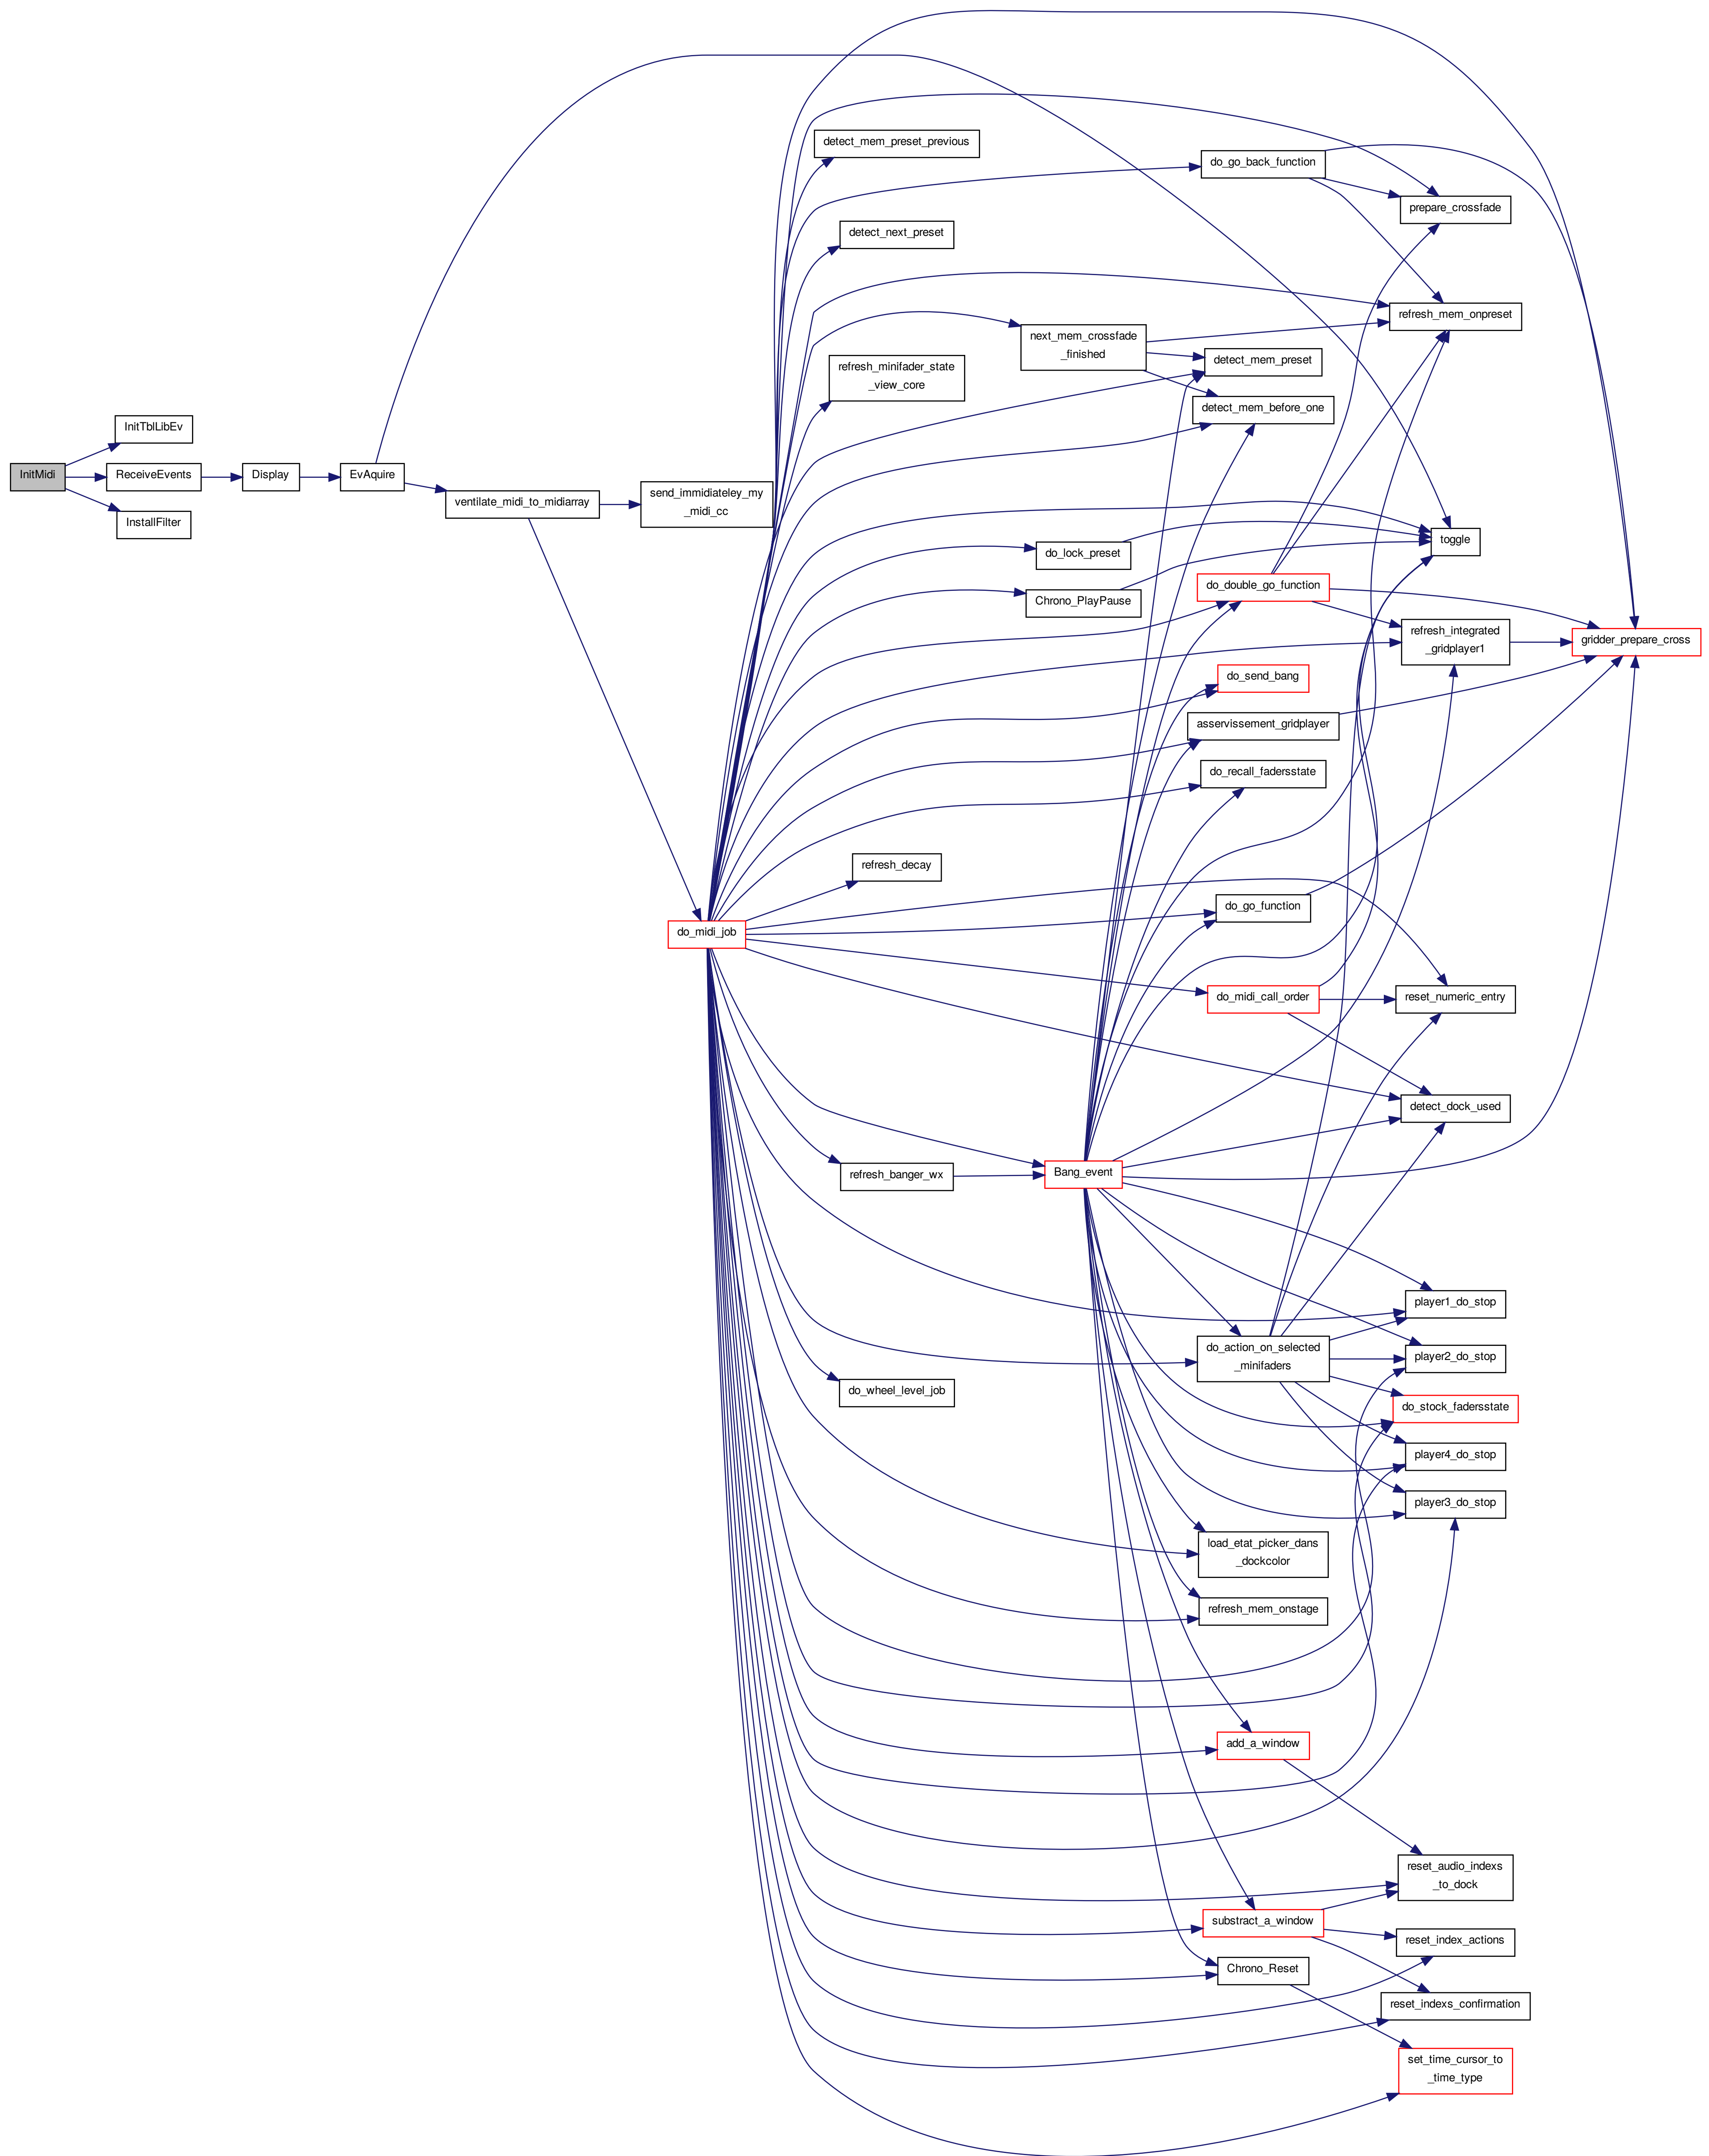 detect_mem_preset_previous
do_go_back_function
prepare_crossfade
detect_next_preset
refresh_mem_onpreset
next_mem_crossfade
_finished
detect_mem_preset
refresh_minifader_state
_view_core
detect_mem_before_one
InitTblLibEv
InitMidi
ReceiveEvents
Display
EvAquire
ventilate_midi_to_midiarray
send_immidiateley_my
_midi_cc
InstallFilter
toggle
do_lock_preset
do_double_go_function
Chrono_PlayPause
refresh_integrated
_gridplayer1
gridder_prepare_cross
do_send_bang
asservissement_gridplayer
do_recall_fadersstate
refresh_decay
do_go_function
do_midi_job
do_midi_call_order
reset_numeric_entry
detect_dock_used
refresh_banger_wx
Bang_event
player1_do_stop
do_action_on_selected
_minifaders
player2_do_stop
do_wheel_level_job
do_stock_fadersstate
player4_do_stop
player3_do_stop
load_etat_picker_dans
_dockcolor
refresh_mem_onstage
add_a_window
reset_audio_indexs
_to_dock
substract_a_window
reset_index_actions
Chrono_Reset
reset_indexs_confirmation
set_time_cursor_to
_time_type